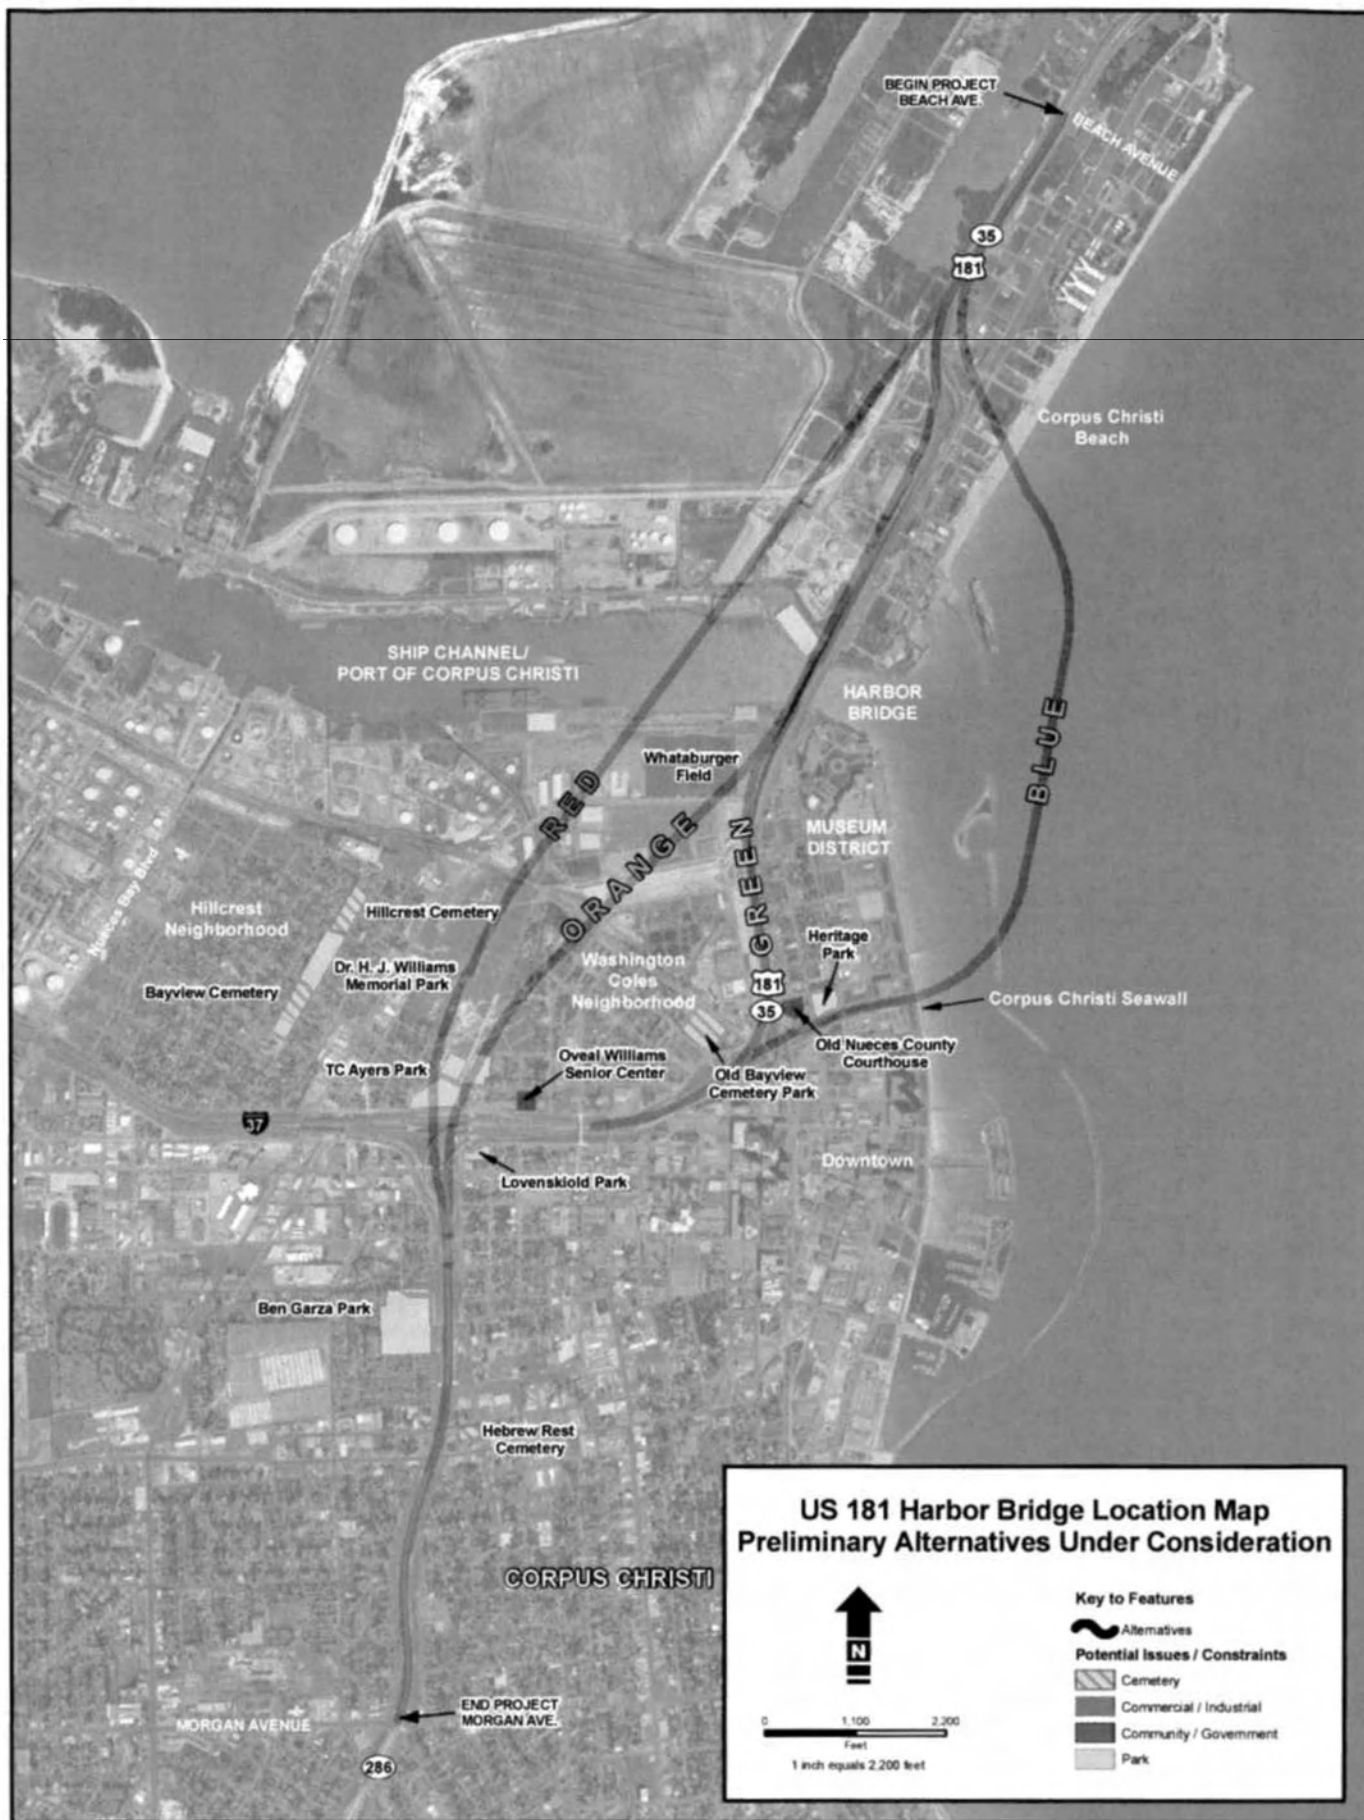 BEGIN PROJECT
BEACH AVE.
BEACH AVENUE
35
181
Corpus Christi
Beach
SHIP CHANNEL/
PORT OF CORPUS CHRISTI
HARBOR
BRIDGE
BLUE
Whataburger
Field
RED
ORANGE
GREEN
MUSEUM
DISTRICT
Nueces Bay Blvd
Hillcrest
Neighborhood
Hillcrest Cemetery
Heritage
Park
Dr. H. J. Williams
Memorial Park
Washington
Coles
Neighborhood
181
35
Bayview Cemetery
Corpus Christi Seawall
Old Nueces County
Courthouse
Oveal Williams
Senior Center
TC Ayers Park
Old Bayview
Cemetery Park
37
Downtown
Lovenskiold Park
Ben Garza Park
Hebrew Rest
Cemetery
CORPUS CHRISTI
END PROJECT
MORGAN AVE.
MORGAN AVENUE
286
US 181 Harbor Bridge Location Map
Preliminary Alternatives Under Consideration
N
0 1,100 2,200
Feet
1 inch equals 2,200 feet
Key to Features
Alternatives
Potential Issues / Constraints
Cemetery
Commercial / Industrial
Community / Government
Park